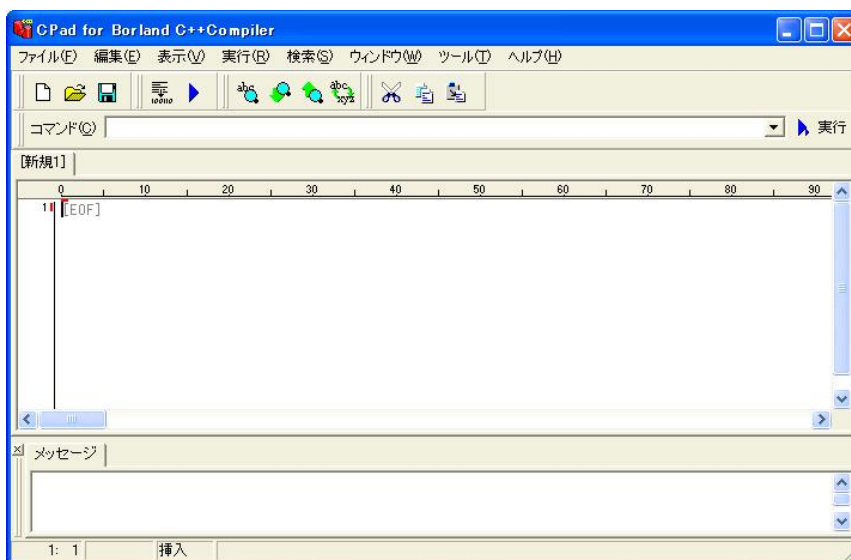 CPad for Borland C++Compiler
ファイル(F) 編集(E) 表示(V) 実行(R) 検索(S) ウィンドウ(W) ツール(T) ヘルプ(H)
abc abc xyz
コマンド(C) 実行
[新規1]
0 10 20 30 40 50 60 70 80 90
1 [EOF]
メッセージ
1: 1 挿入